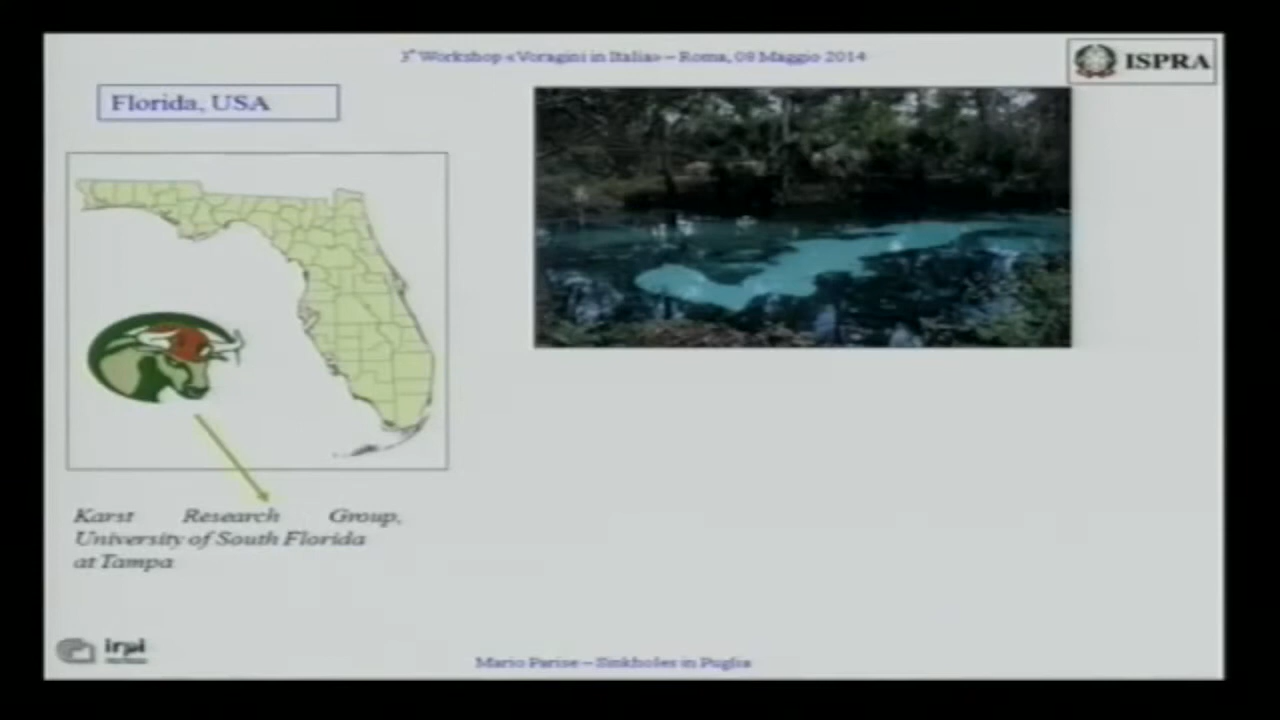 3° Workshop «Voragini in Italia» – Roma, 09 Maggio 2014
ISPRA
Florida, USA
Karst Research Group,
University of South Florida
at Tampa
irpi
Mario Parise – Sinkholes in Puglia